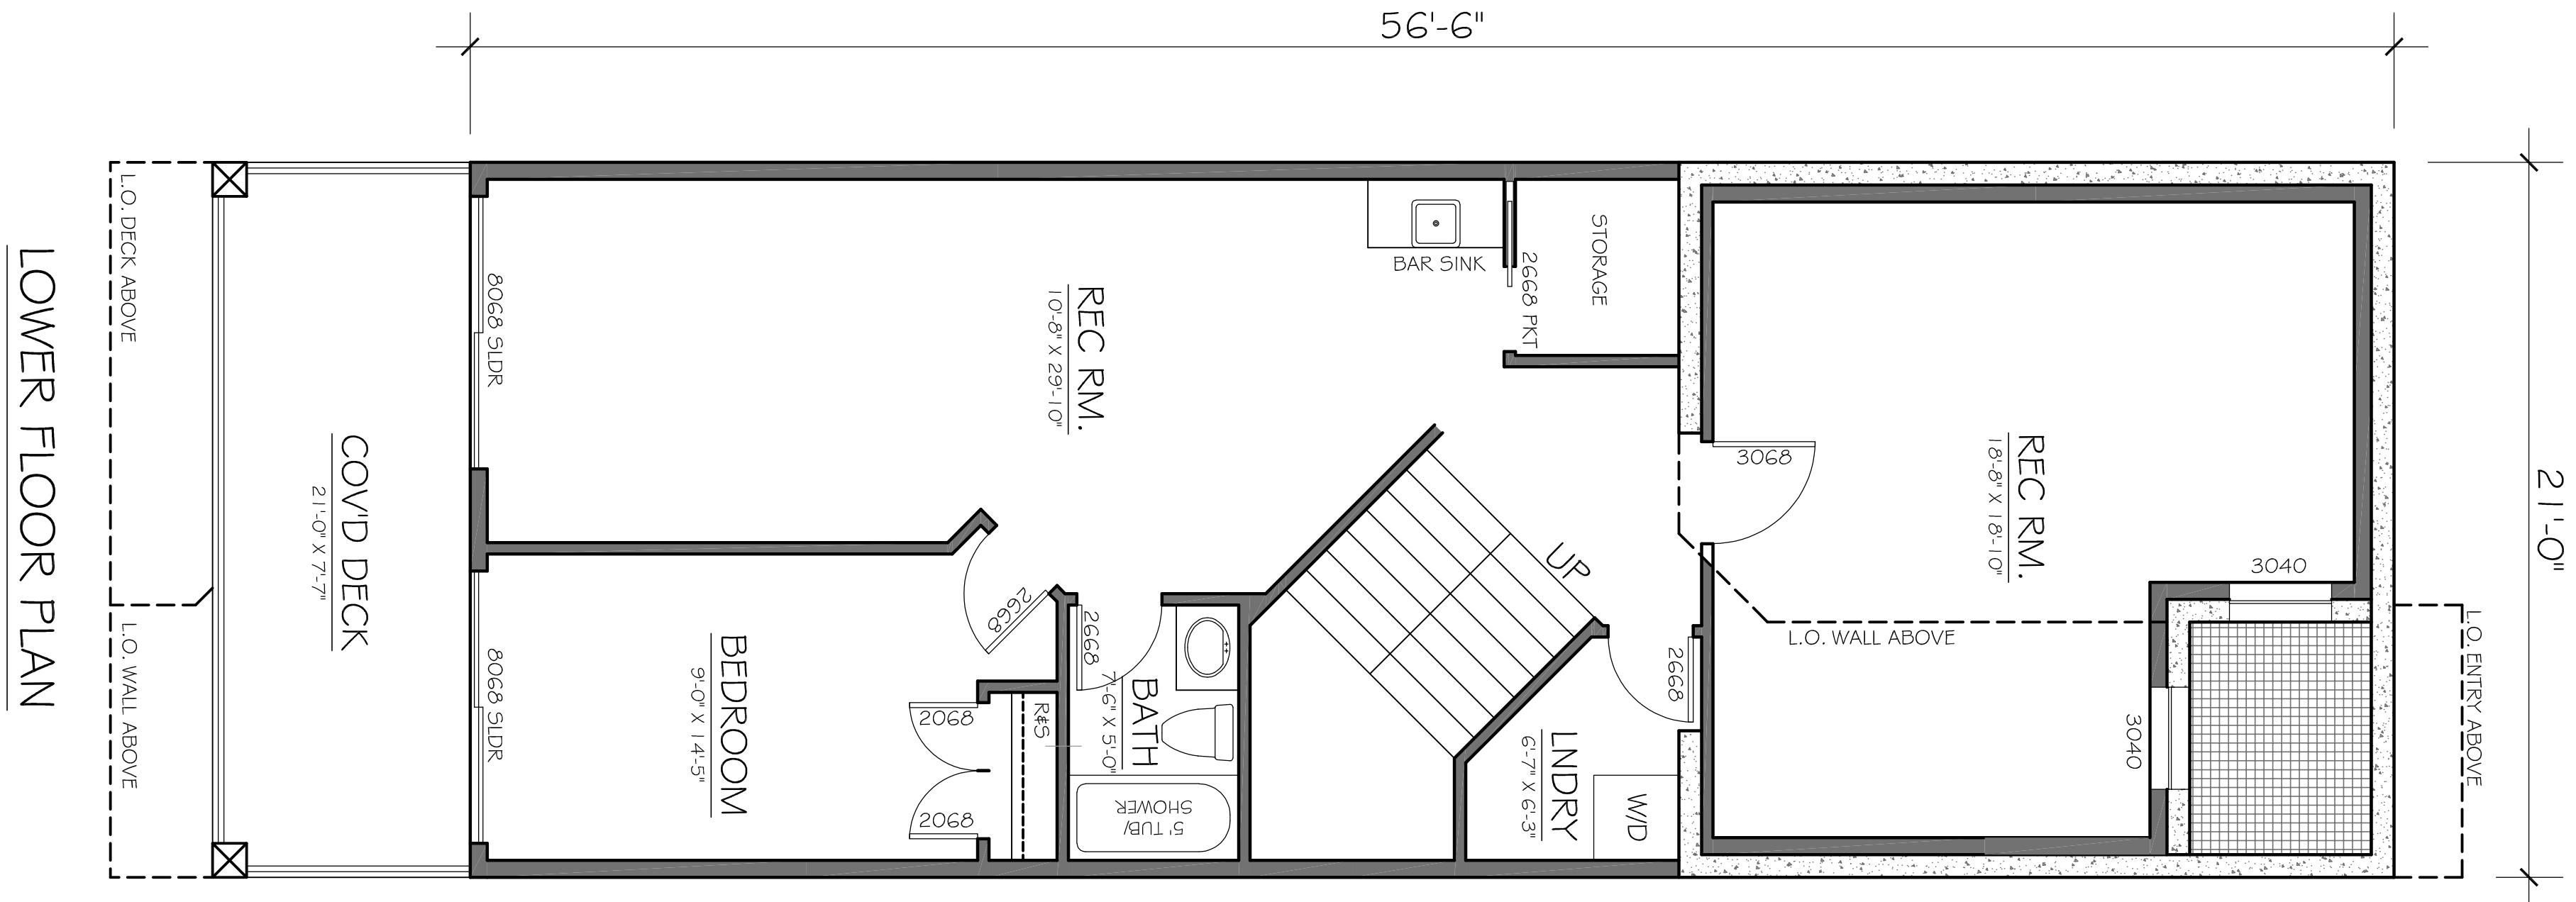 56'-6"
21'-0"
LOWER FLOOR PLAN
L.O. DECK ABOVE
L.O. WALL ABOVE
COV'D DECK
21'-0" X 7'-7"
8068 SLDR
8068 SLDR
REC RM.
10'-8" X 29'-10"
BAR SINK
2668 PKT
STORAGE
BEDROOM
9'-0" X 14'-5"
2668
2068
2068
R&S
2668
BATH
7'-6" X 5'-0"
5' TUB/
SHOWER
UP
LNDRY
6'-7" X 6'-3"
W/D
2668
3068
REC RM.
18'-8" X 18'-10"
L.O. WALL ABOVE
3040
3040
L.O. ENTRY ABOVE